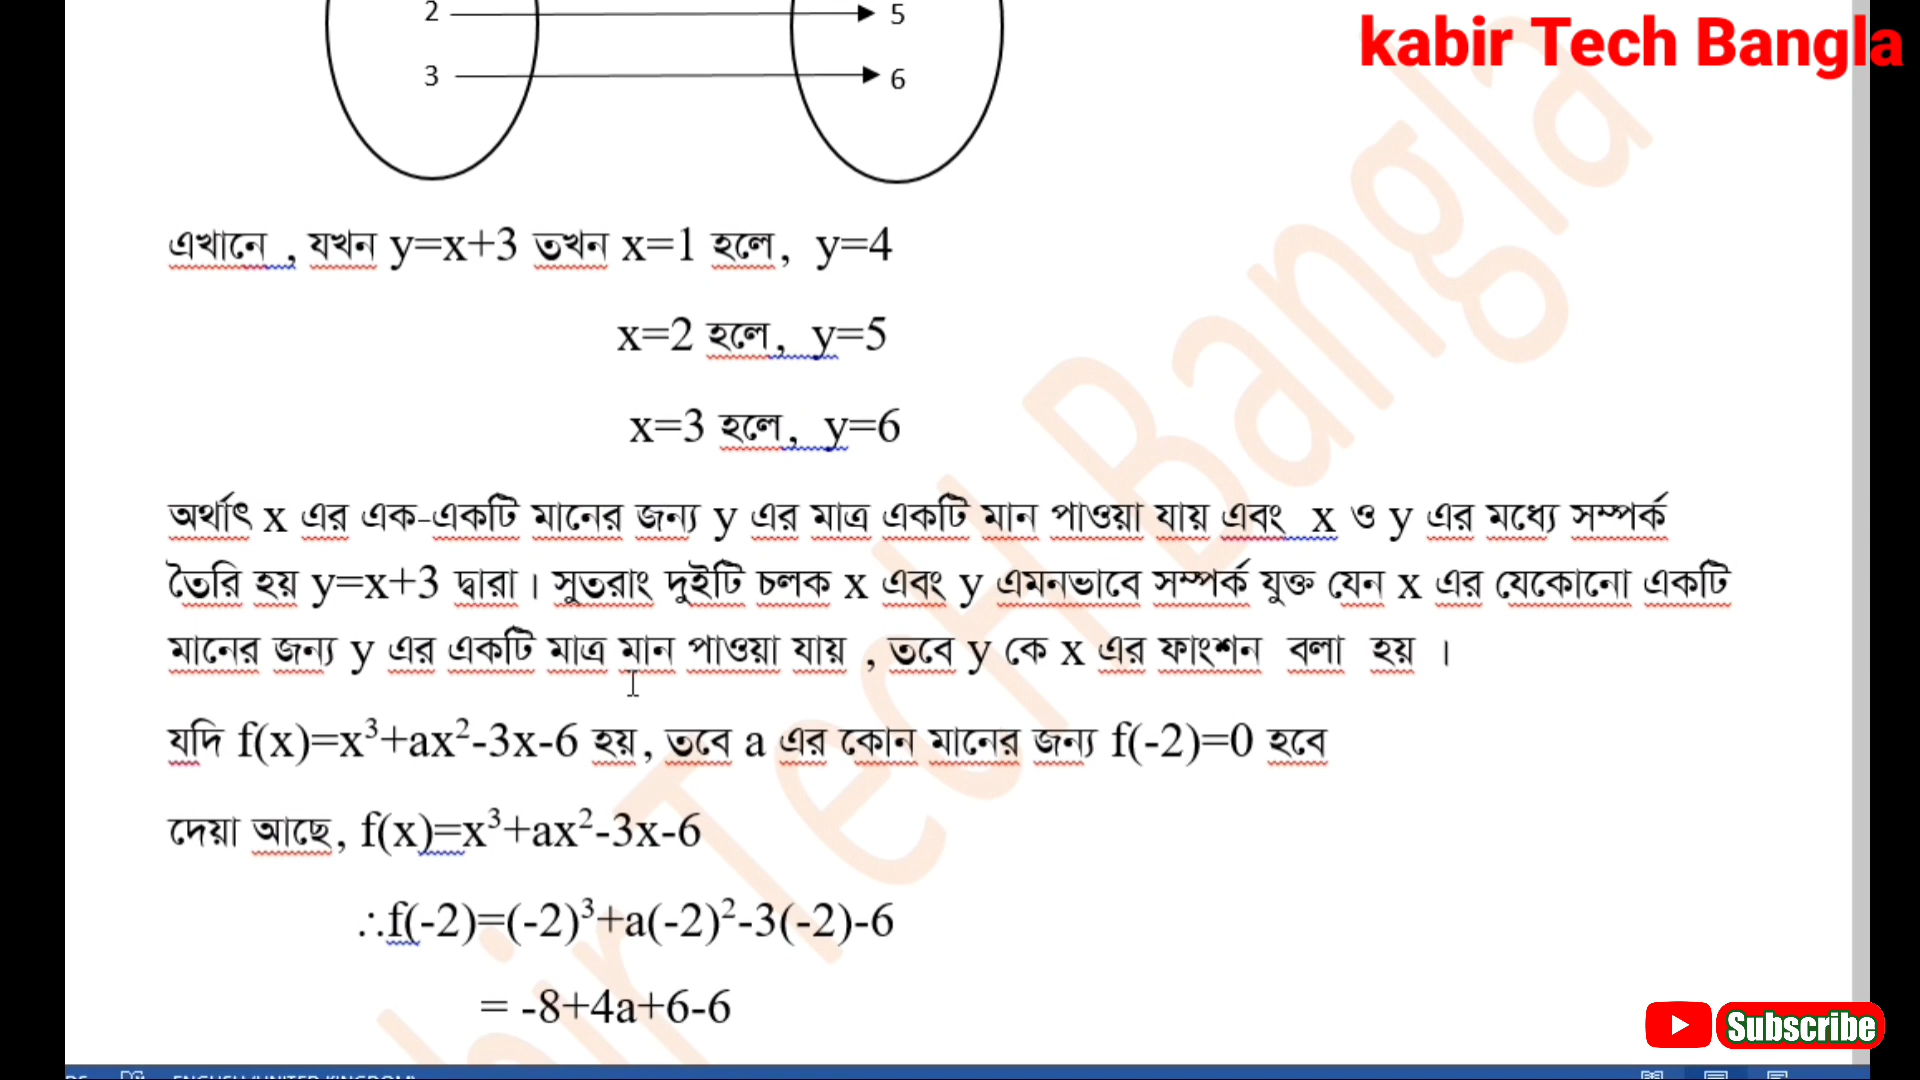 2 5
kabir Tech Bangla
3 6
এখানে , যখন y=x+3 তখন x=1 হলে, y=4
x=2 হলে, y=5
x=3 হলে, y=6
অর্থাৎ x এর এক-একটি মানের জন্য y এর মাত্র একটি মান পাওয়া যায় এবং x ও y এর মধ্যে সম্পর্ক
তৈরি হয় y=x+3 দ্বারা। সুতরাং দুইটি চলক x এবং y এমনভাবে সম্পর্ক যুক্ত যেন x এর যেকোনো একটি
মানের জন্য y এর একটি মাত্র মান পাওয়া যায় , তবে y কে x এর ফাংশন বলা হয় ।
যদি f(x)=x³+ax²-3x-6 হয়, তবে a এর কোন মানের জন্য f(-2)=0 হবে
দেয়া আছে, f(x)=x³+ax²-3x-6
∴f(-2)=(-2)³+a(-2)²-3(-2)-6
= -8+4a+6-6
Subscribe